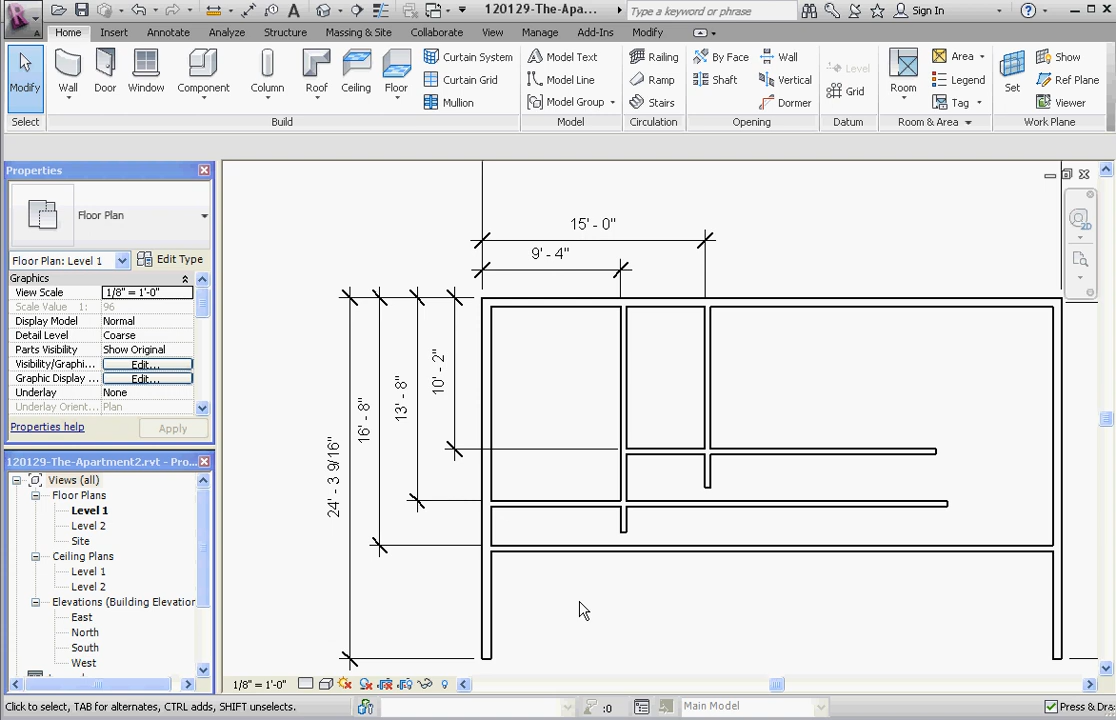 120129-The-Apa...
Type a keyword or phrase
Sign In
Home Insert Annotate Analyze Structure Massing & Site Collaborate View Manage Add-Ins Modify
Modify
Wall
Door
Window
Component
Column
Roof
Ceiling
Floor
Curtain System
Curtain Grid
Mullion
Model Text
Model Line
Model Group
Railing
Ramp
Stairs
By Face
Shaft
Wall
Vertical
Dormer
Level
Grid
Room
Area
Legend
Tag
Set
Show
Ref Plane
Viewer
Select Build Model Circulation Opening Datum Room & Area Work Plane
Properties
Floor Plan
Floor Plan: Level 1 Edit Type
Graphics
View Scale 1/8" = 1'-0"
Scale Value 1: 96
Display Model Normal
Detail Level Coarse
Parts Visibility Show Original
Visibility/Graphi... Edit...
Graphic Display ... Edit...
Underlay None
Underlay Orient... Plan
Properties help Apply
120129-The-Apartment2.rvt - Pro...
Views (all)
Floor Plans
Level 1
Level 2
Site
Ceiling Plans
Level 1
Level 2
Elevations (Building Elevation
East
North
South
West
15' - 0"
9' - 4"
10' - 2"
13' - 8"
16' - 8"
24' - 3 9/16"
2D
1/8" = 1'-0"
Click to select, TAB for alternates, CTRL adds, SHIFT unselects.
:0
Main Model
Press & Dra